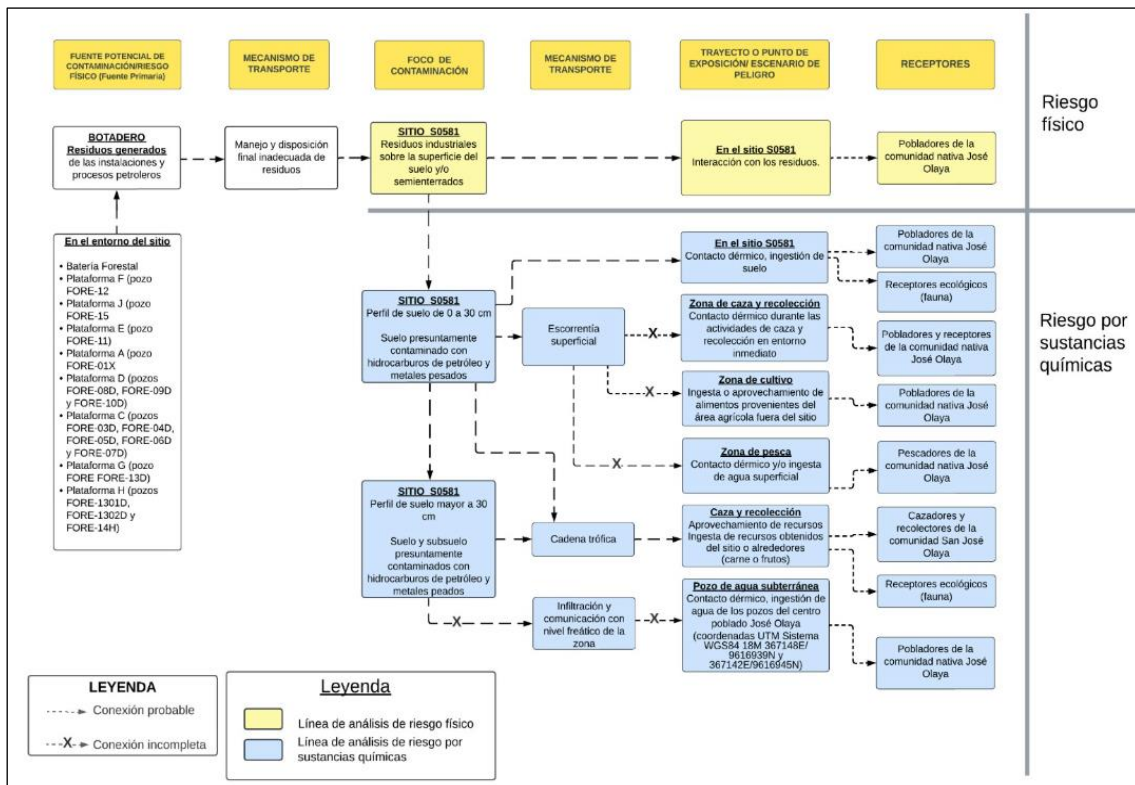 FUENTE POTENCIAL DE
CONTAMINACIÓN/RIESGO
FÍSICO (Fuente Primaria)
MECANISMO DE
TRANSPORTE
FOCO DE
CONTAMINACIÓN
MECANISMO DE
TRANSPORTE
TRAYECTO O PUNTO DE
EXPOSICIÓN/ ESCENARIO DE
PELIGRO
RECEPTORES
Riesgo
físico
BOTADERO
Residuos generados
de las instalaciones y
procesos petroleros
Manejo y disposición
final inadecuada de
residuos
SITIO S0581
Residuos industriales
sobre la superficie del
suelo y/o
semienterrados
En el sitio S0581
Interacción con los residuos.
Pobladores de la
comunidad nativa José
Olaya
En el entorno del sitio
• Batería Forestal
• Plataforma F (pozo
FORE-12
• Plataforma J (pozo
FORE-15
• Plataforma E (pozo
FORE-11)
• Plataforma A (pozo
FORE-01X
• Plataforma D (pozos
FORE-08D, FORE-09D
y FORE-10D)
• Plataforma C (pozos
FORE-03D, FORE-04D,
FORE-05D, FORE-06D
y FORE-07D)
• Plataforma G (pozo
FORE FORE-13D)
• Plataforma H (pozos
FORE-1301D,
FORE-1302D y
FORE-14H)
SITIO S0581
Perfil de suelo de 0 a 30 cm
Suelo presuntamente
contaminado con
hidrocarburos de petróleo y
metales pesados
SITIO S0581
Perfil de suelo mayor a 30
cm
Suelo y subsuelo
presuntamente
contaminados con
hidrocarburos de petróleo y
metales peados
Escorrentía
superficial
Cadena trófica
Infiltración y
comunicación con
nivel freático de la
zona
X
X
X
X
X
En el sitio S0581
Contacto dérmico, ingestión de
suelo
Zona de caza y recolección
Contacto dérmico durante las
actividades de caza y
recolección en entorno
inmediato
Zona de cultivo
Ingesta o aprovechamiento de
alimentos provenientes del
área agrícola fuera del sitio
Zona de pesca
Contacto dérmico y/o ingesta
de agua superficial
Caza y recolección
Aprovechamiento de recursos
Ingesta de recursos obtenidos
del sitio o alrededores
(carne o frutos)
Pozo de agua subterránea
Contacto dérmico, ingestión de
agua de los pozos del centro
poblado José Olaya
(coordenadas UTM Sistema
WGS84 18M 367148E/
9616939N y
367142E/9616945N)
Pobladores de la
comunidad nativa José
Olaya
Receptores ecológicos
(fauna)
Pobladores y receptores
de la comunidad nativa
José Olaya
Pobladores de la
comunidad nativa José
Olaya
Pescadores de la
comunidad nativa José
Olaya
Cazadores y
recolectores de la
comunidad San José
Olaya
Receptores ecológicos
(fauna)
Pobladores de la
comunidad nativa José
Olaya
Riesgo por
sustancias
químicas
LEYENDA
Conexión probable
X Conexión incompleta
Leyenda
Línea de análisis de riesgo físico
Línea de análisis de riesgo por
sustancias químicas